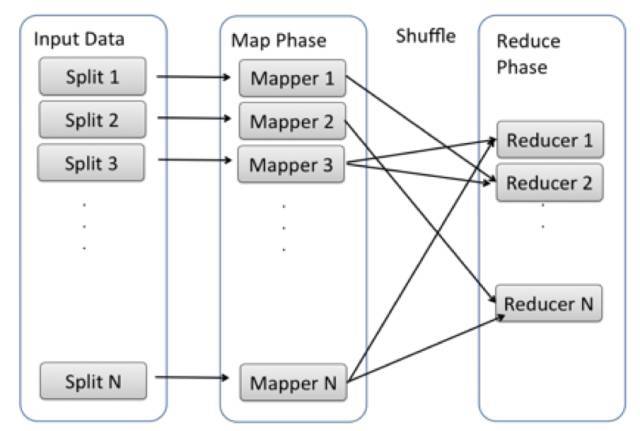 Input Data
Split 1
Split 2
Split 3
.
.
.
Split N
Map Phase
Mapper 1
Mapper 2
Mapper 3
.
.
.
Mapper N
Shuffle
Reduce
Phase
Reducer 1
Reducer 2
.
.
Reducer N